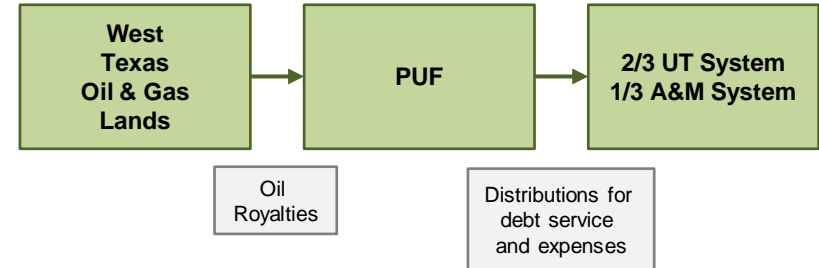 West
Texas
Oil & Gas
Lands
PUF
2/3 UT System
1/3 A&M System
Oil
Royalties
Distributions for
debt service
and expenses